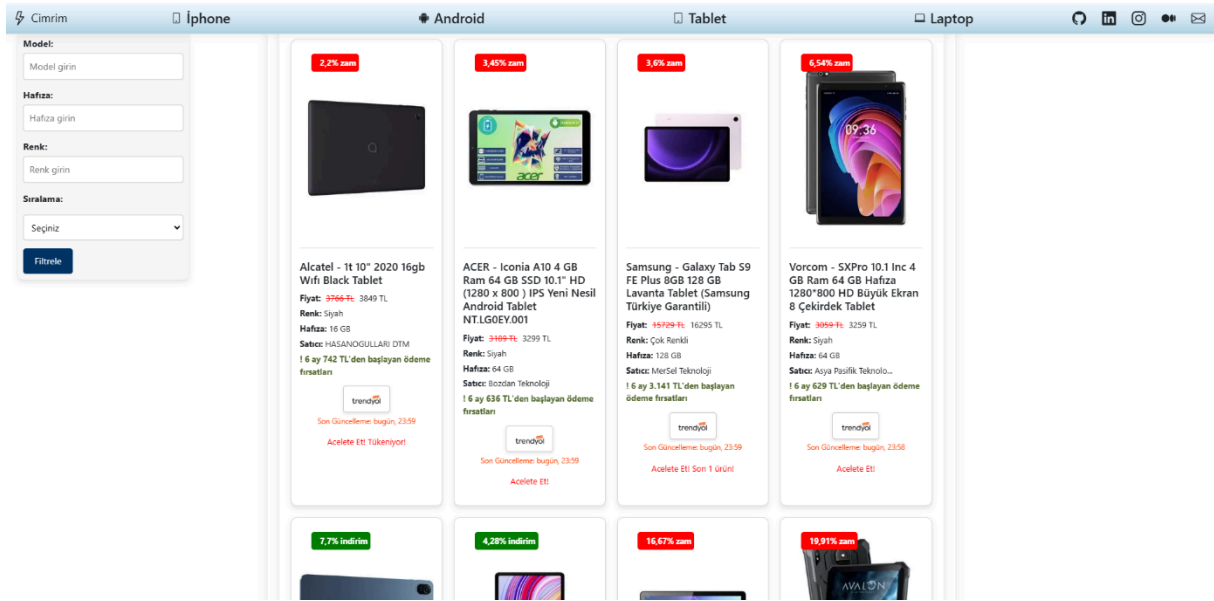 Cimrim
İphone
Android
Tablet
Laptop
Model:
Model girin
Hafıza:
Hafıza girin
Renk:
Renk girin
Sıralama:
Seçiniz
Filtrele
2,2% zam
Alcatel - 1t 10" 2020 16gb
Wıfı Black Tablet
Fiyat: 3766 TL 3849 TL
Renk: Siyah
Hafıza: 16 GB
Satıcı: HASANOGULLARI DTM
! 6 ay 742 TL'den başlayan ödeme
fırsatları
trendyol
Son Güncelleme: bugün, 23:59
Acelete Et! Tükeniyor!
3,45% zam
acer
ACER - Iconia A10 4 GB
Ram 64 GB SSD 10.1" HD
(1280 x 800 ) IPS Yeni Nesil
Android Tablet
NT.LG0EY.001
Fiyat: 3189 TL 3299 TL
Renk: Siyah
Hafıza: 64 GB
Satıcı: Bozdan Teknoloji
! 6 ay 636 TL'den başlayan ödeme
fırsatları
trendyol
Son Güncelleme: bugün, 23:59
Acelete Et!
3,6% zam
Samsung - Galaxy Tab S9
FE Plus 8GB 128 GB
Lavanta Tablet (Samsung
Türkiye Garantili)
Fiyat: 15729 TL 16295 TL
Renk: Çok Renkli
Hafıza: 128 GB
Satıcı: MerSel Teknoloji
! 6 ay 3.141 TL'den başlayan
ödeme fırsatları
trendyol
Son Güncelleme: bugün, 23:59
Acelete Et! Son 1 ürün!
6,54% zam
09:36
Vorcom - SXPro 10.1 Inc 4
GB Ram 64 GB Hafıza
1280*800 HD Büyük Ekran
8 Çekirdek Tablet
Fiyat: 3059 TL 3259 TL
Renk: Siyah
Hafıza: 64 GB
Satıcı: Asya Pasifik Teknolo...
! 6 ay 629 TL'den başlayan ödeme
fırsatları
trendyol
Son Güncelleme: bugün, 23:58
Acelete Et!
7,7% indirim
4,28% indirim
16,67% zam
19,91% zam
AVALON